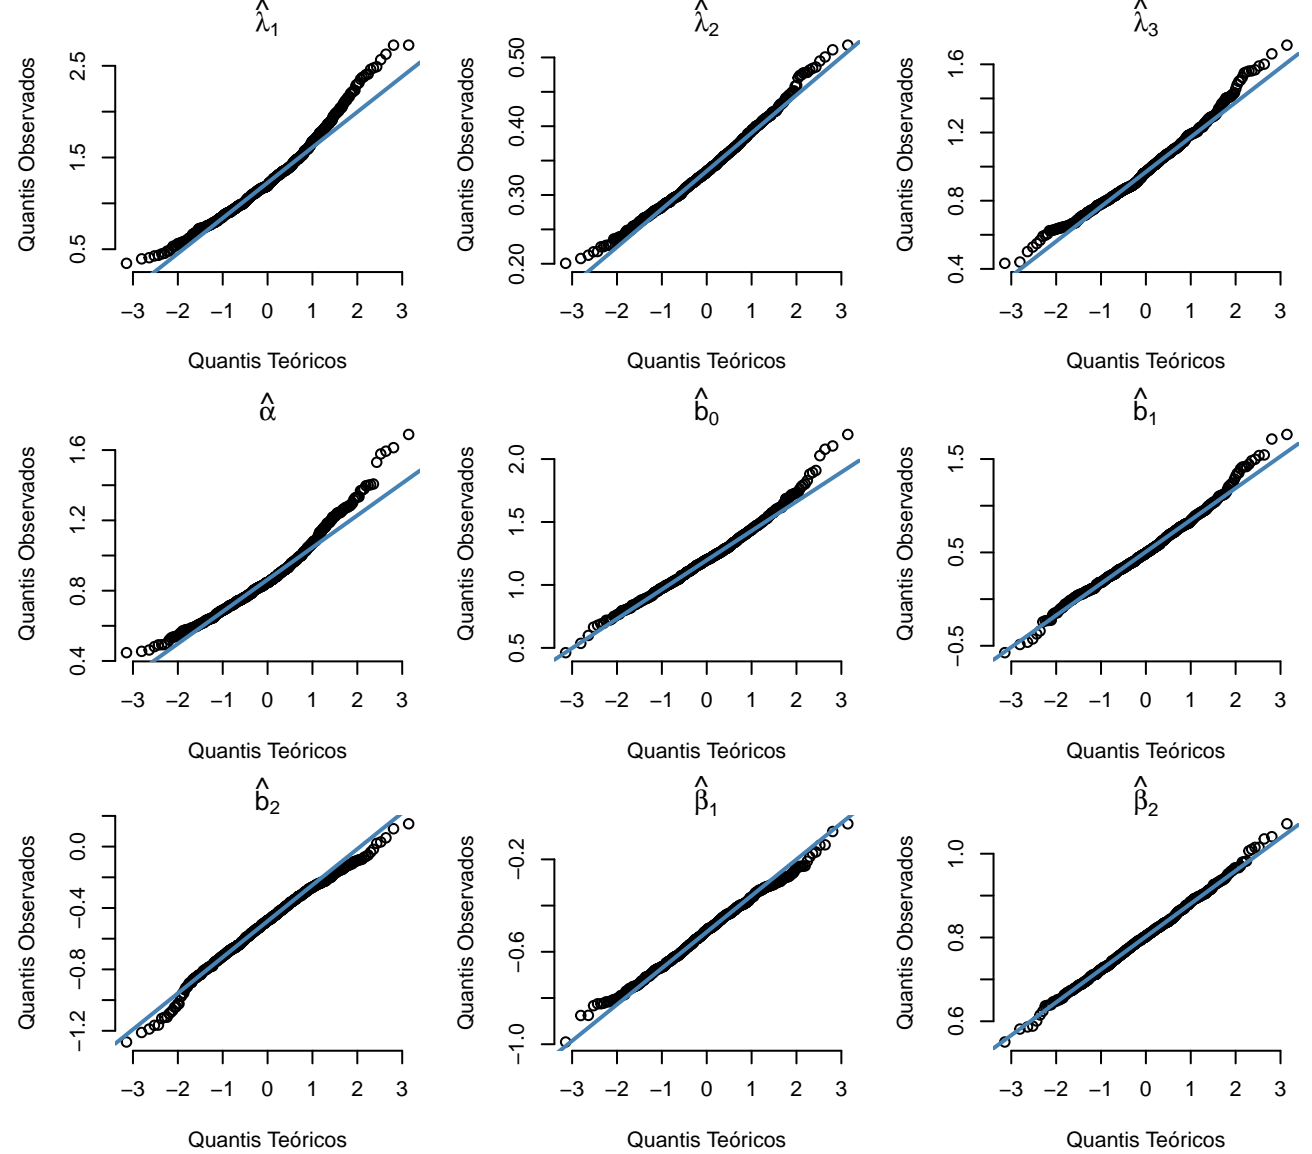 λ̂₁
Quantis Observados
0.5 1.5 2.5
−3 −2 −1 0 1 2 3
Quantis Teóricos
λ̂₂
Quantis Observados
0.20 0.30 0.40 0.50
−3 −2 −1 0 1 2 3
Quantis Teóricos
λ̂₃
Quantis Observados
0.4 0.8 1.2 1.6
−3 −2 −1 0 1 2 3
Quantis Teóricos
α̂
Quantis Observados
0.4 0.8 1.2 1.6
−3 −2 −1 0 1 2 3
Quantis Teóricos
b̂₀
Quantis Observados
0.5 1.0 1.5 2.0
−3 −2 −1 0 1 2 3
Quantis Teóricos
b̂₁
Quantis Observados
−0.5 0.5 1.5
−3 −2 −1 0 1 2 3
Quantis Teóricos
b̂₂
Quantis Observados
−1.2 −0.8 −0.4 0.0
−3 −2 −1 0 1 2 3
Quantis Teóricos
β̂₁
Quantis Observados
−1.0 −0.6 −0.2
−3 −2 −1 0 1 2 3
Quantis Teóricos
β̂₂
Quantis Observados
0.6 0.8 1.0
−3 −2 −1 0 1 2 3
Quantis Teóricos